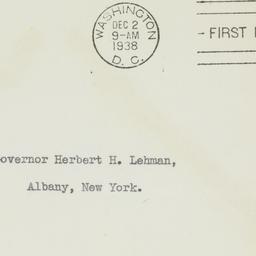 WASHINGTON
DEC 2
9-AM
1938
D. C.
- FIRST
overnor Herbert H. Lehman,
Albany, New York.